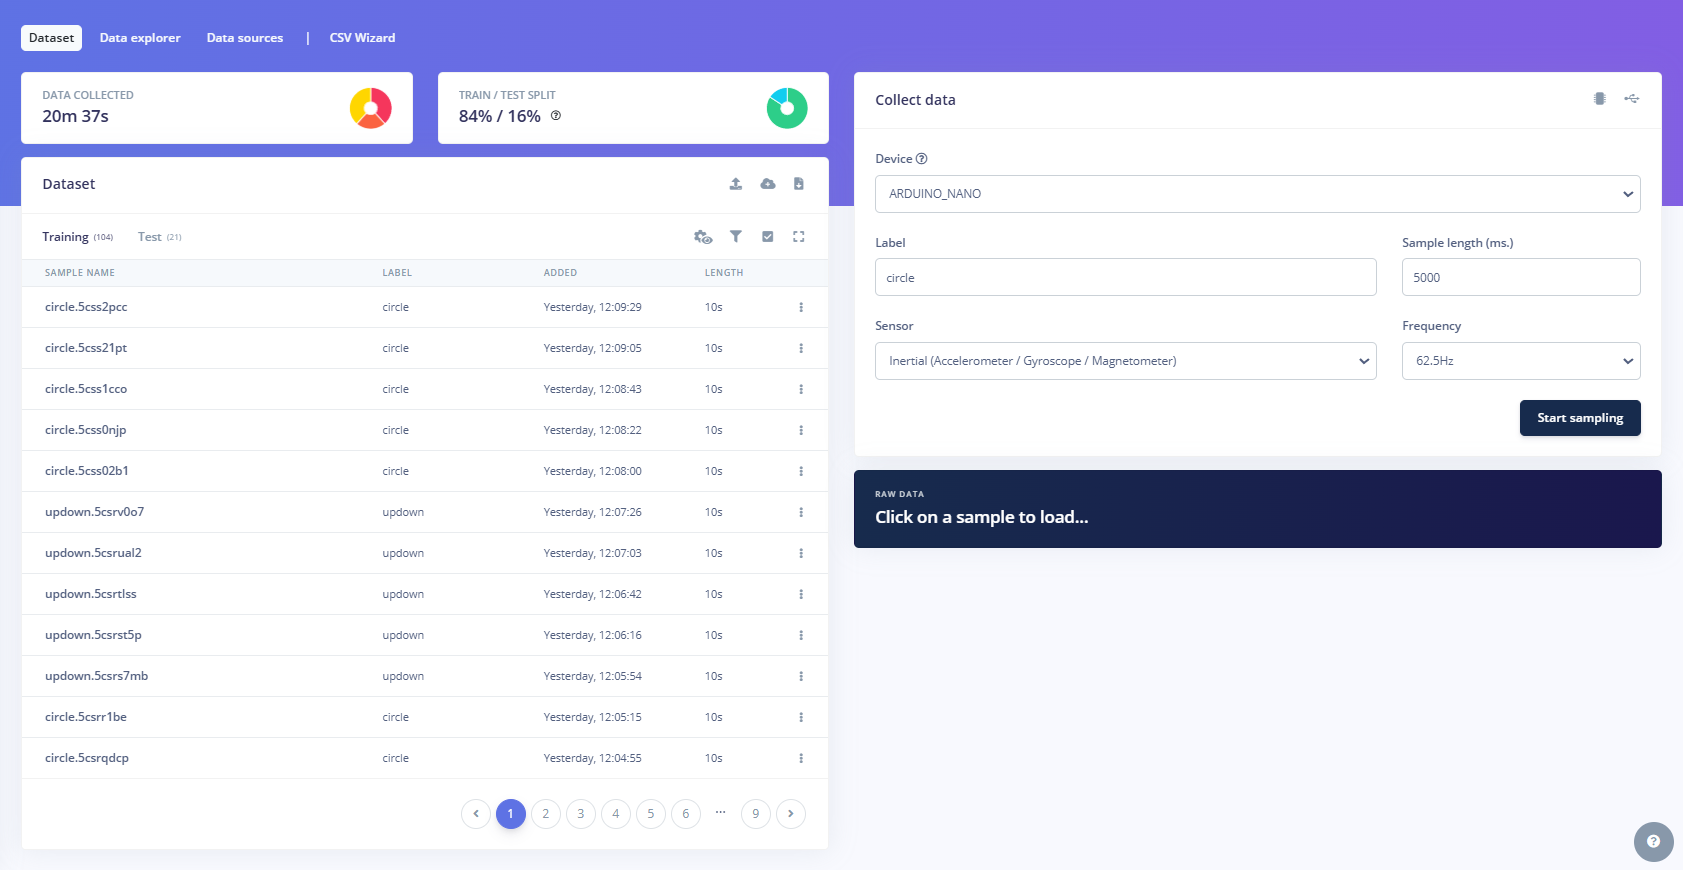 Dataset Data explorer Data sources | CSV Wizard
DATA COLLECTED
20m 37s
TRAIN / TEST SPLIT
84% / 16%
Dataset
Training (104) Test (21)
SAMPLE NAME LABEL ADDED LENGTH
circle.5css2pcc circle Yesterday, 12:09:29 10s
circle.5css21pt circle Yesterday, 12:09:05 10s
circle.5css1cco circle Yesterday, 12:08:43 10s
circle.5css0njp circle Yesterday, 12:08:22 10s
circle.5css02b1 circle Yesterday, 12:08:00 10s
updown.5csrv0o7 updown Yesterday, 12:07:26 10s
updown.5csrual2 updown Yesterday, 12:07:03 10s
updown.5csrtlss updown Yesterday, 12:06:42 10s
updown.5csrst5p updown Yesterday, 12:06:16 10s
updown.5csrs7mb updown Yesterday, 12:05:54 10s
circle.5csrr1be circle Yesterday, 12:05:15 10s
circle.5csrqdcp circle Yesterday, 12:04:55 10s
1 2 3 4 5 6 ... 9
Collect data
Device
ARDUINO_NANO
Label Sample length (ms.)
circle 5000
Sensor Frequency
Inertial (Accelerometer / Gyroscope / Magnetometer) 62.5Hz
Start sampling
RAW DATA
Click on a sample to load...